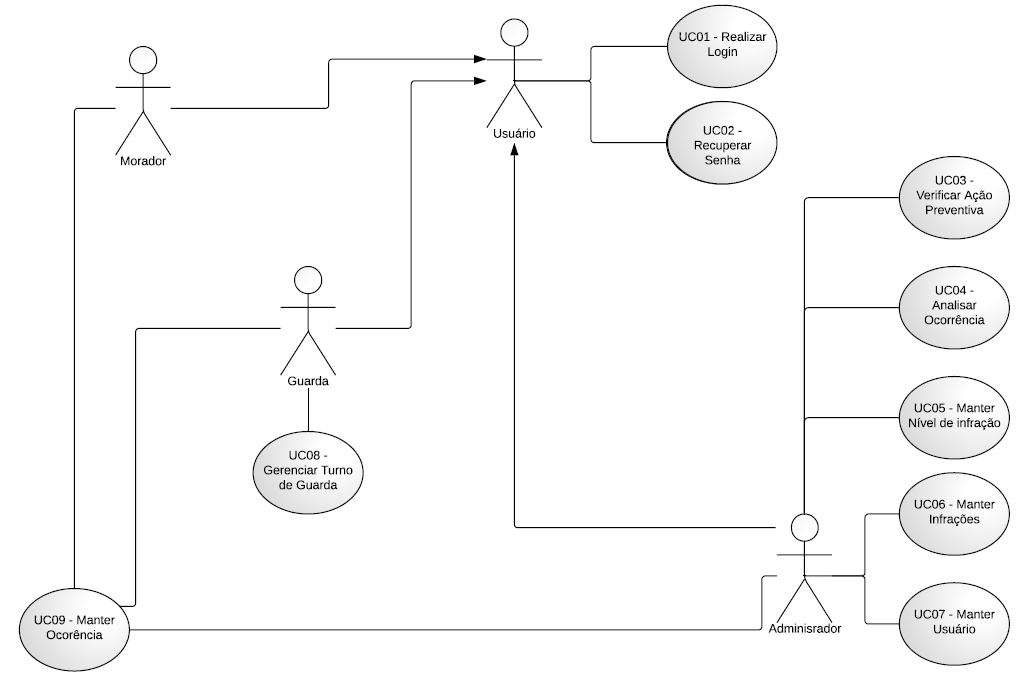 UC01 - Realizar
Login
Usuário
UC02 -
Recuperar
Senha
Morador
UC03 -
Verificar Ação
Preventiva
UC04 -
Analisar
Ocorrência
Guarda
UC05 - Manter
Nível de infração
UC08 -
Gerenciar Turno
de Guarda
UC06 - Manter
Infrações
UC09 - Manter
Ocorência
Adminisrador
UC07 - Manter
Usuário